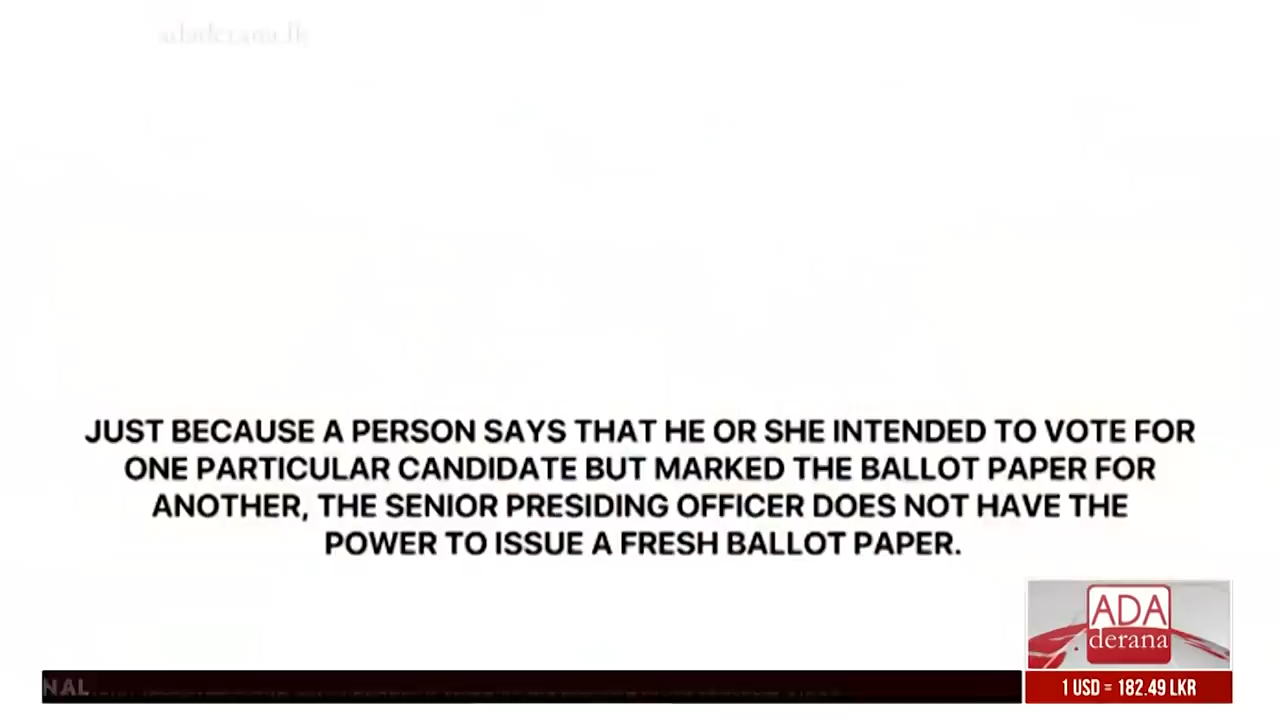 adaderana.lk
JUST BECAUSE A PERSON SAYS THAT HE OR SHE INTENDED TO VOTE FOR
ONE PARTICULAR CANDIDATE BUT MARKED THE BALLOT PAPER FOR
ANOTHER, THE SENIOR PRESIDING OFFICER DOES NOT HAVE THE
POWER TO ISSUE A FRESH BALLOT PAPER.
ADA
derana
NAL
1 USD = 182.49 LKR